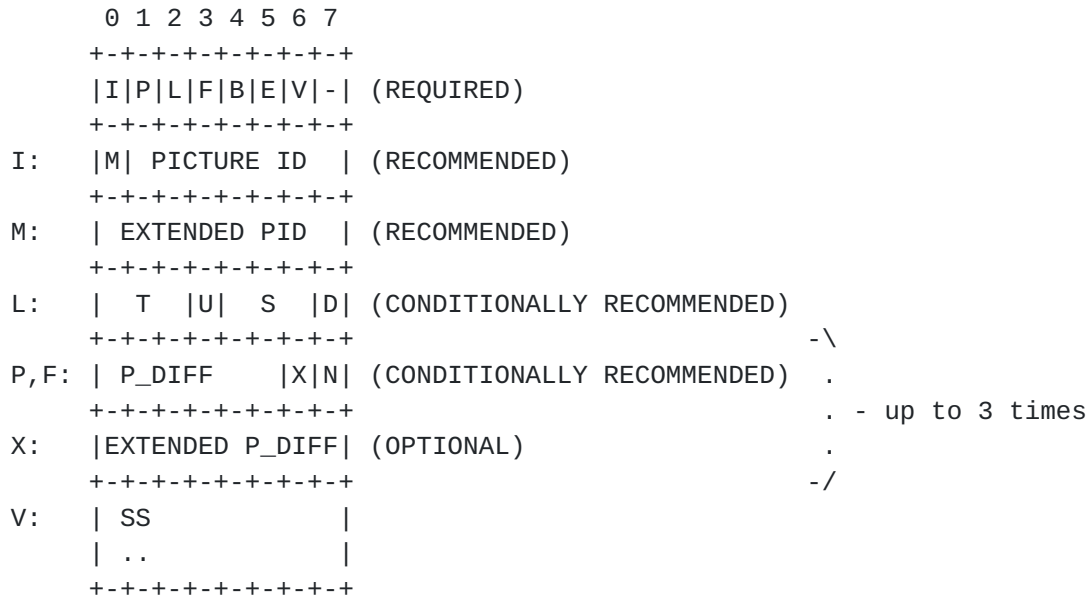 0 1 2 3 4 5 6 7
     +-+-+-+-+-+-+-+-+
     |I|P|L|F|B|E|V|-| (REQUIRED)
     +-+-+-+-+-+-+-+-+
I:   |M| PICTURE ID  | (RECOMMENDED)
     +-+-+-+-+-+-+-+-+
M:   | EXTENDED PID  | (RECOMMENDED)
     +-+-+-+-+-+-+-+-+
L:   |  T  |U|  S  |D| (CONDITIONALLY RECOMMENDED)
     +-+-+-+-+-+-+-+-+                             -\
P,F: | P_DIFF    |X|N| (CONDITIONALLY RECOMMENDED)  .
     +-+-+-+-+-+-+-+-+                              . - up to 3 times
X:   |EXTENDED P_DIFF| (OPTIONAL)                   .
     +-+-+-+-+-+-+-+-+                             -/
V:   | SS            |
     | ..            |
     +-+-+-+-+-+-+-+-+